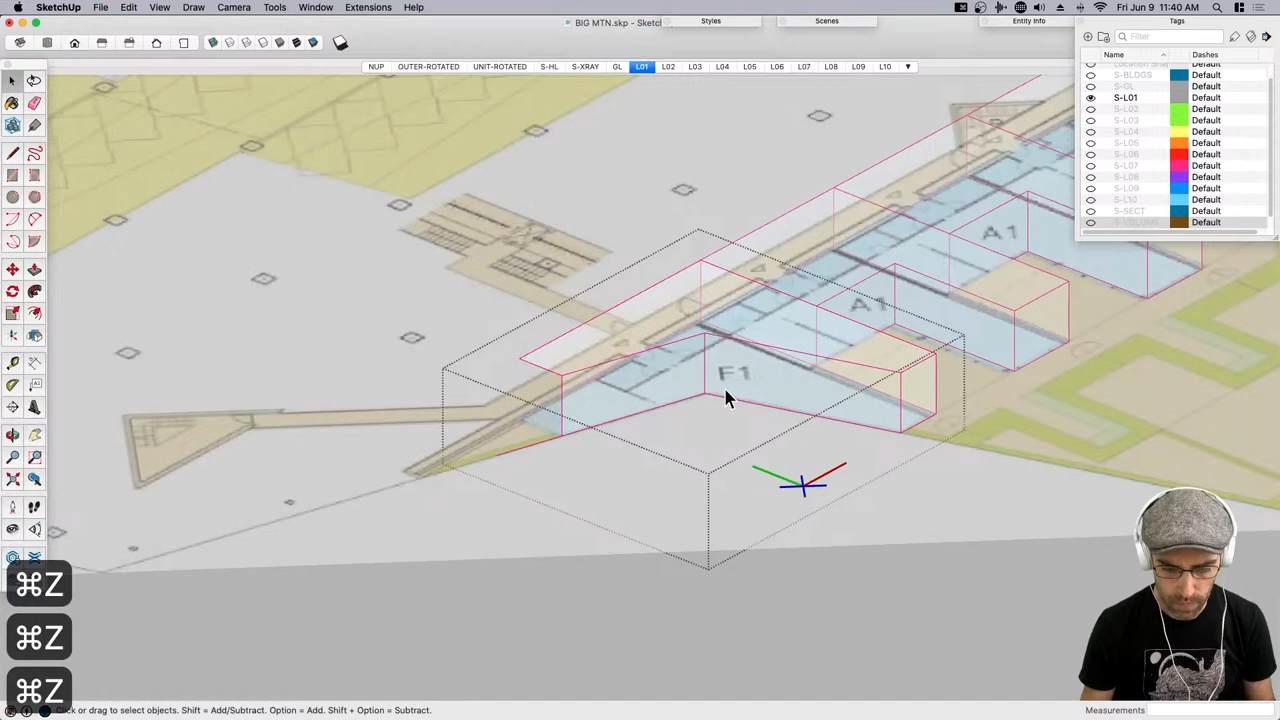 SketchUp File Edit View Draw Camera Tools Window Extensions Help
Fri Jun 9 11:40 AM
BIG MTN.skp - Sketc
Styles
Scenes
Entity Info
Tags
Filter
Name Dashes
NUP OUTER-ROTATED UNIT-ROTATED S-HL S-XRAY GL L01 L02 L03 L04 L05 L06 L07 L08 L09 L10
Default
S-BLDGS Default
S-GL Default
S-L01 Default
S-L02 Default
S-L03 Default
S-L04 Default
S-L05 Default
S-L06 Default
S-L07 Default
S-L08 Default
S-L09 Default
S-L10 Default
S-SECT Default
Default
A1
A1
F1
⌘Z
⌘Z
⌘Z
Click or drag to select objects. Shift = Add/Subtract. Option = Add. Shift + Option = Subtract.
Measurements